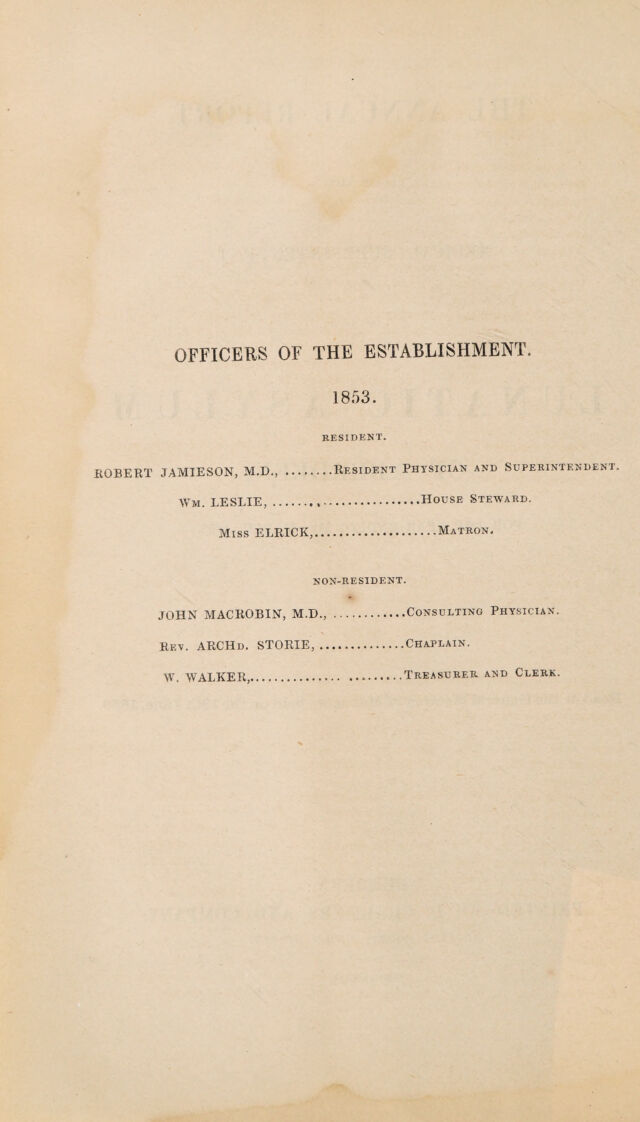 OFFICERS OF THE ESTABLISHMENT.
1853.
RESIDENT.
ROBERT JAMIESON, M.D., ........RESIDENT PHYSICIAN AND SUPERINTENDENT.
WM. LESLIE, .........................HOUSE STEWARD.
MISS ELRICK,.....................MATRON.
NON-RESIDENT.
JOHN MACROBIN, M.D., ............CONSULTING PHYSICIAN.
REV. ARCHD. STORIE, ..............CHAPLAIN.
W. WALKER,............... .........TREASURER AND CLERK.